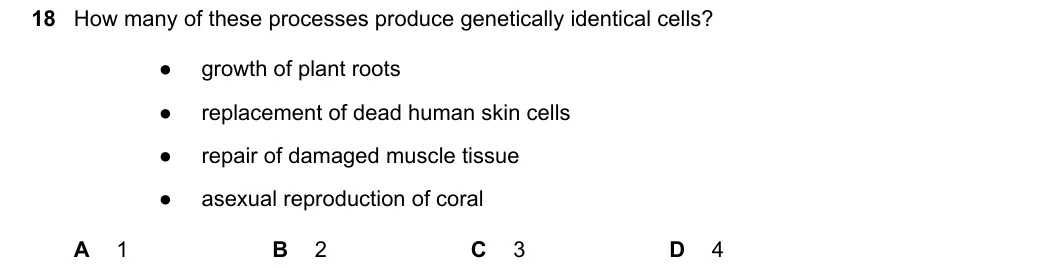 18 How many of these processes produce genetically identical cells?
● growth of plant roots
● replacement of dead human skin cells
● repair of damaged muscle tissue
● asexual reproduction of coral
A 1 B 2 C 3 D 4